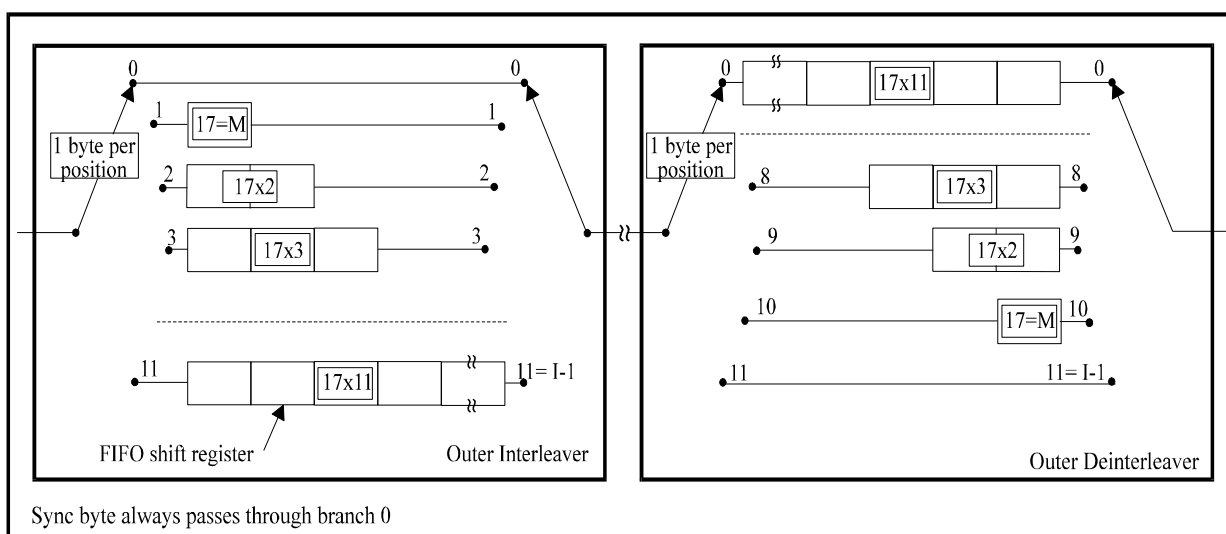 0 0
1 17=M 1
1 byte per
position
2 17x2 2
3 17x3 3
11 17x11 11= I-1
FIFO shift register
Outer Interleaver
0 17x11 0
1 byte per
position
8 17x3 8
9 17x2 9
10 17=M 10
11 11= I-1
Outer Deinterleaver
Sync byte always passes through branch 0